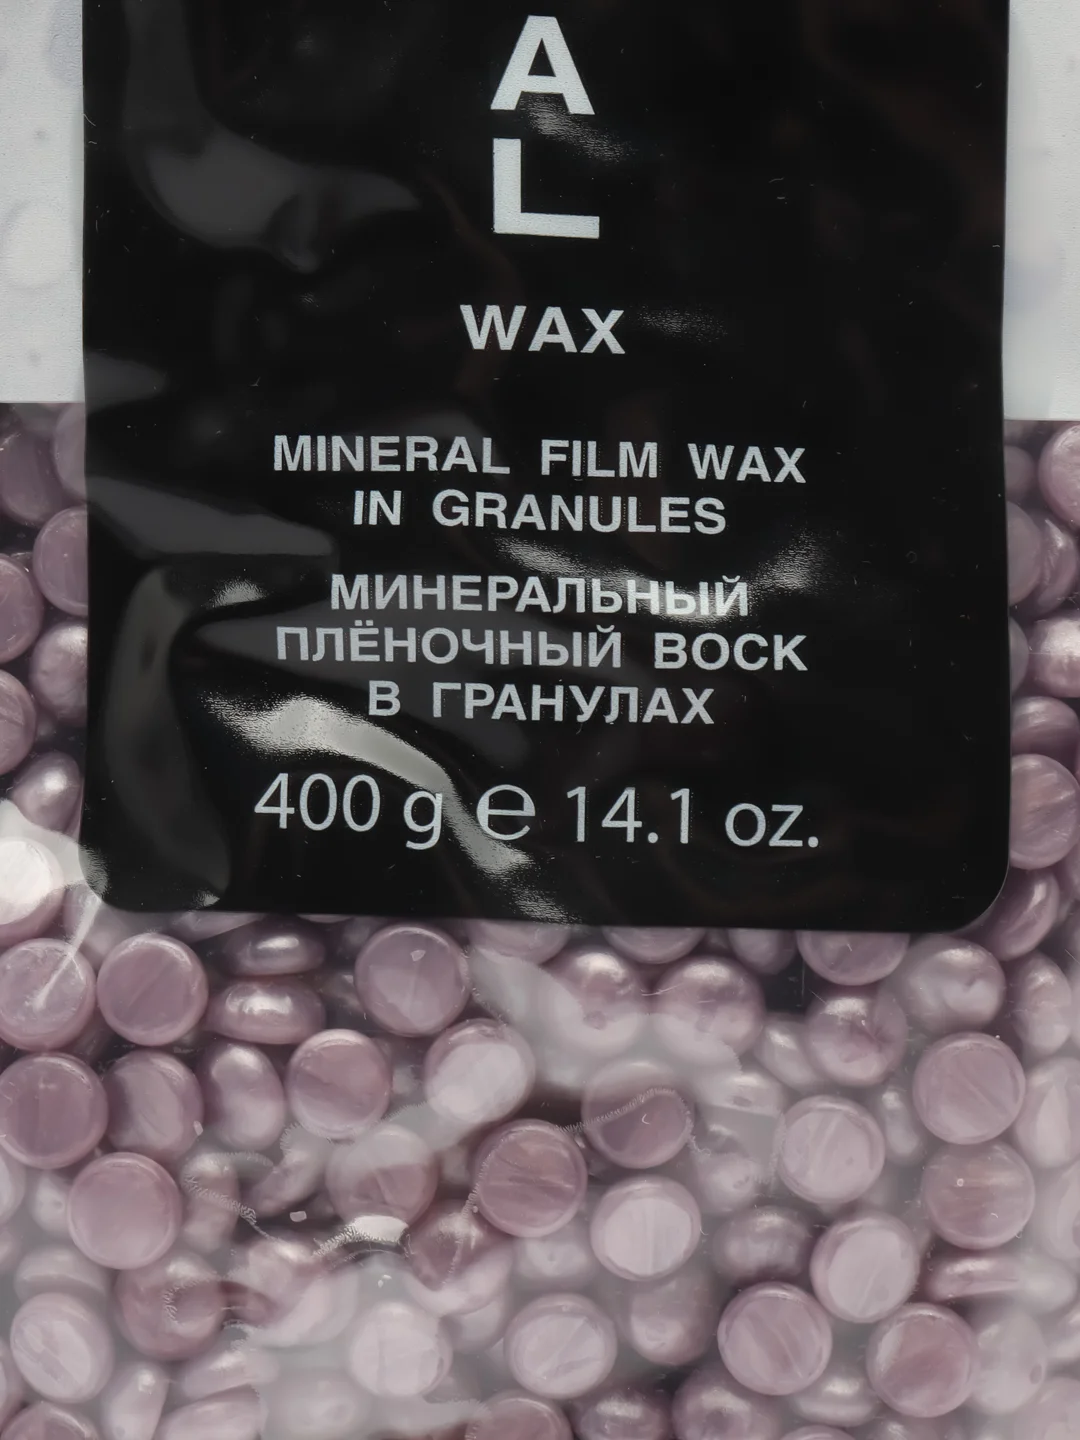 A
L
WAX
MINERAL FILM WAX
IN GRANULES
МИНЕРАЛЬНЫЙ
ПЛЁНОЧНЫЙ ВОСК
В ГРАНУЛАХ
400 g ℮ 14.1 oz.